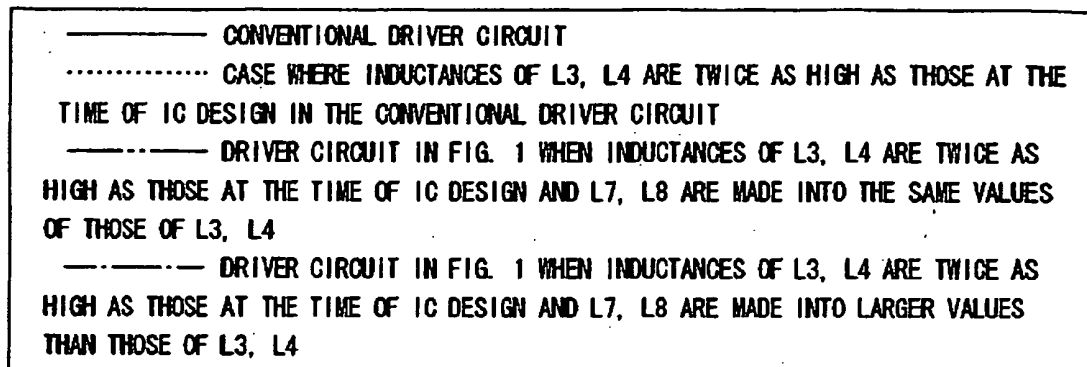 CONVENTIONAL DRIVER CIRCUIT
CASE WHERE INDUCTANCES OF L3, L4 ARE TWICE AS HIGH AS THOSE AT THE
TIME OF IC DESIGN IN THE CONVENTIONAL DRIVER CIRCUIT
DRIVER CIRCUIT IN FIG. 1 WHEN INDUCTANCES OF L3, L4 ARE TWICE AS
HIGH AS THOSE AT THE TIME OF IC DESIGN AND L7, L8 ARE MADE INTO THE SAME VALUES
OF THOSE OF L3, L4
DRIVER CIRCUIT IN FIG. 1 WHEN INDUCTANCES OF L3, L4 ARE TWICE AS
HIGH AS THOSE AT THE TIME OF IC DESIGN AND L7, L8 ARE MADE INTO LARGER VALUES
THAN THOSE OF L3, L4